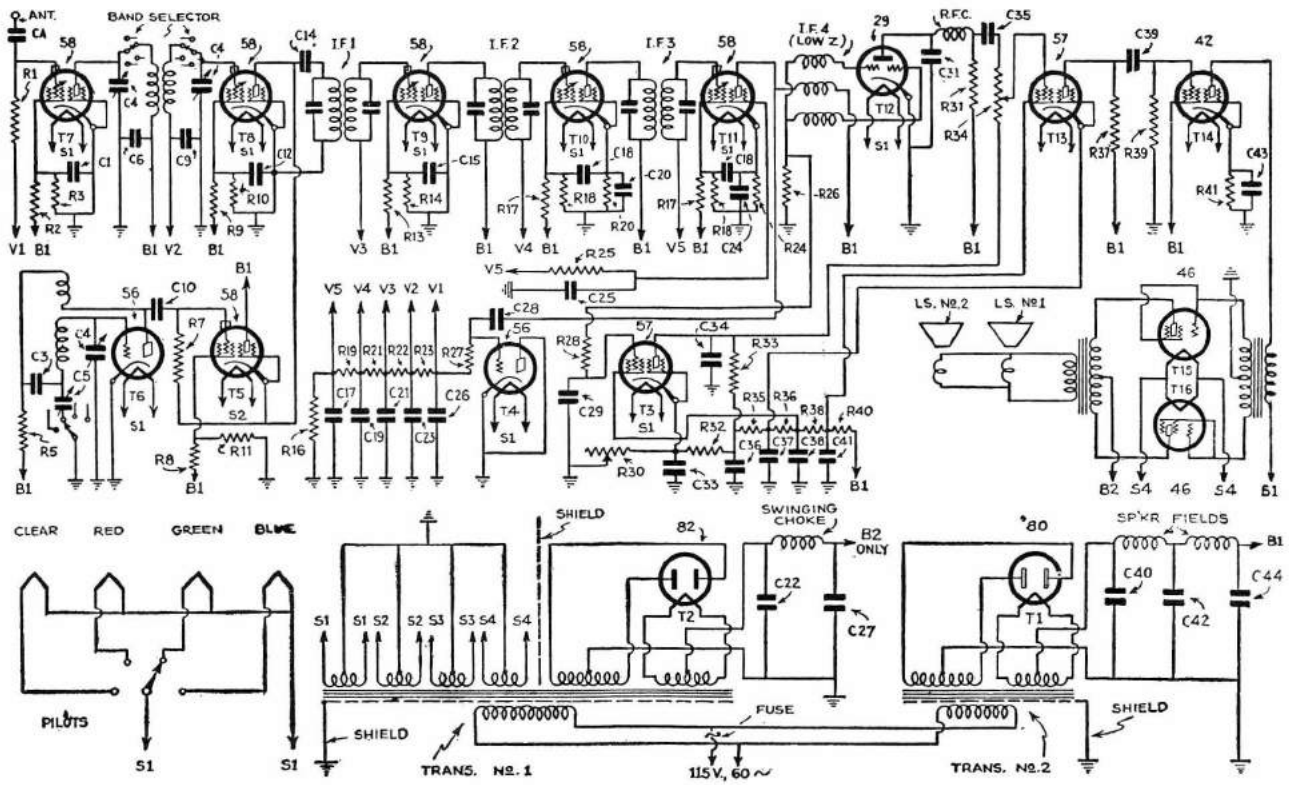 ANT.
CA
BAND SELECTOR
58
C4
58
C14
I.F.1
58
I.F.2
58
I.F.3
58
I.F.4
(LOW Z)
29
R.F.C.
C35
57
C39
42
R1
C4
C31
R31
R34
T7
S1
C6
C9
T8
S1
C12
T9
S1
C15
T10
S1
C18
T11
S1
C18
T12
S1
T13
T14
C1
R2
R3
R9
R10
R13
R14
R17
R18
C20
R20
R17
R18
C24
R24
R26
R37
R39
R41
C43
V1
B1
B1
V2
B1
V3
B1
B1
V4
B1
B1
V5
B1
B1
B1
B1
B1
V5
R25
C25
B1
56
C10
58
C4
C3
C5
R7
T6
S1
T5
S2
R5
R8
R11
B1
B1
V5
V4
V3
V2
V1
C28
56
R19
R21
R22
R23
R27
R16
C17
C19
C21
C23
C26
T4
S1
R28
57
C34
R33
C29
T3
S1
R30
R32
C33
R35
R36
R38
R40
C36
C37
C38
C41
B1
L.S. No.2
L.S. No.1
46
T15
T16
B2
S4
46
S4
S1
CLEAR
RED
GREEN
BLUE
PILOTS
S1
S1
SHIELD
82
SWINGING
CHOKE
B2
ONLY
'80
SP'KR FIELDS
B1
S1
S1
S2
S2
S3
S3
S4
S4
T2
C22
C27
T1
C40
C42
C44
SHIELD
TRANS. No. 1
FUSE
115V., 60 ~
TRANS. No. 2
SHIELD